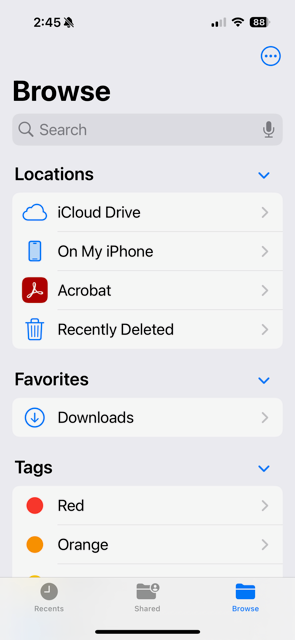 2:45
88
Browse
Search
Locations
iCloud Drive
On My iPhone
Acrobat
Recently Deleted
Favorites
Downloads
Tags
Red
Orange
Recents
Shared
Browse